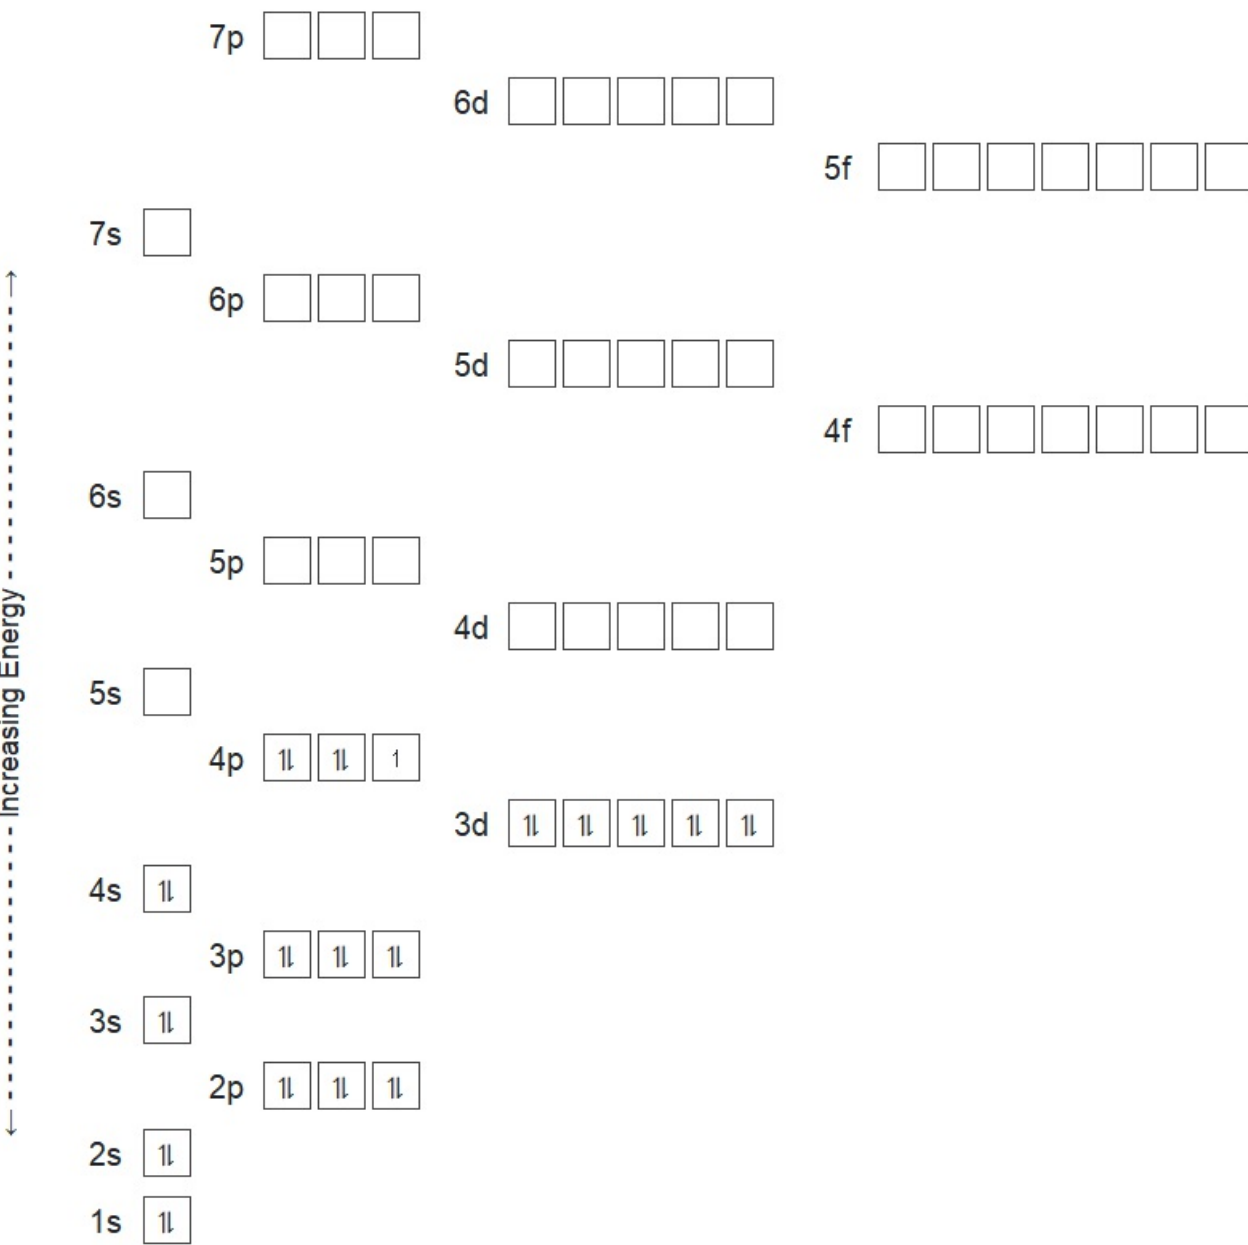 7p
6d
5f
7s
6p
5d
4f
6s
5p
4d
5s
4p ⥮ ⥮ ↿
3d ⥮ ⥮ ⥮ ⥮ ⥮
4s ⥮
3p ⥮ ⥮ ⥮
3s ⥮
2p ⥮ ⥮ ⥮
2s ⥮
1s ⥮
Increasing Energy